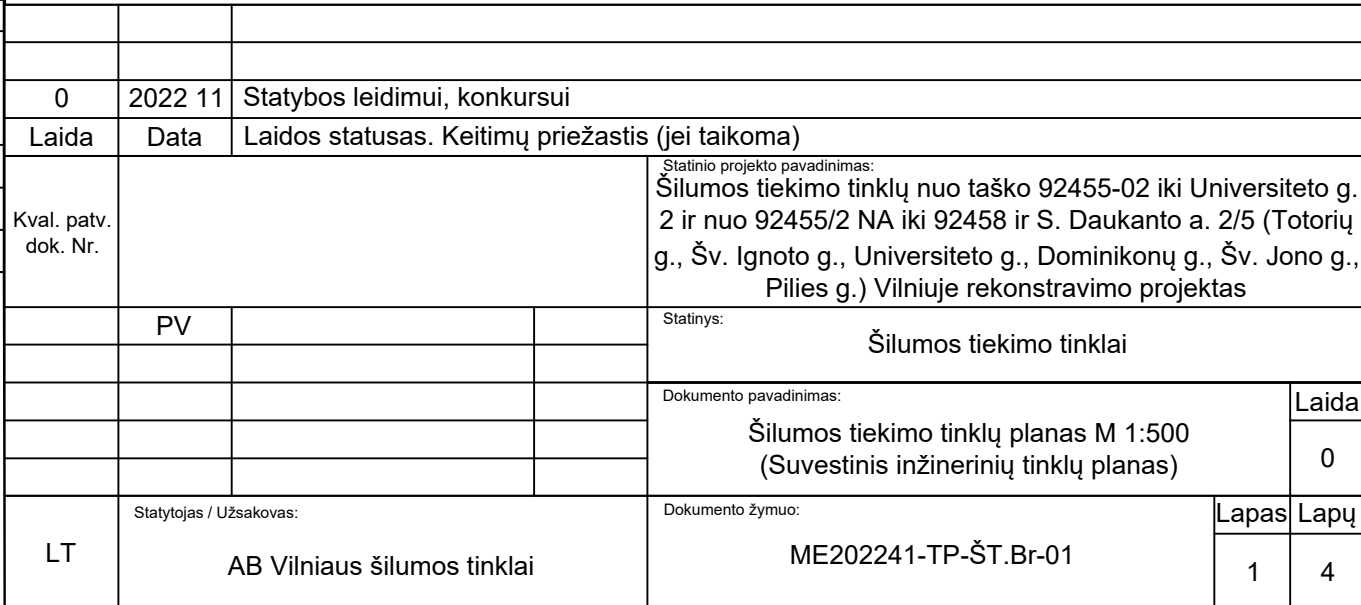 0 2022 11 Statybos leidimui, konkursui
Laida Data Laidos statusas. Keitimų priežastis (jei taikoma)
Kval. patv.
dok. Nr.
Statinio projekto pavadinimas:
Šilumos tiekimo tinklų nuo taško 92455-02 iki Universiteto g.
2 ir nuo 92455/2 NA iki 92458 ir S. Daukanto a. 2/5 (Totorių
g., Šv. Ignoto g., Universiteto g., Dominikonų g., Šv. Jono g.,
Pilies g.) Vilniuje rekonstravimo projektas
PV
Statinys:
Šilumos tiekimo tinklai
Dokumento pavadinimas:
Šilumos tiekimo tinklų planas M 1:500
(Suvestinis inžinerinių tinklų planas)
Laida
0
LT
Statytojas / Užsakovas:
AB Vilniaus šilumos tinklai
Dokumento žymuo:
ME202241-TP-ŠT.Br-01
Lapas Lapų
1 4